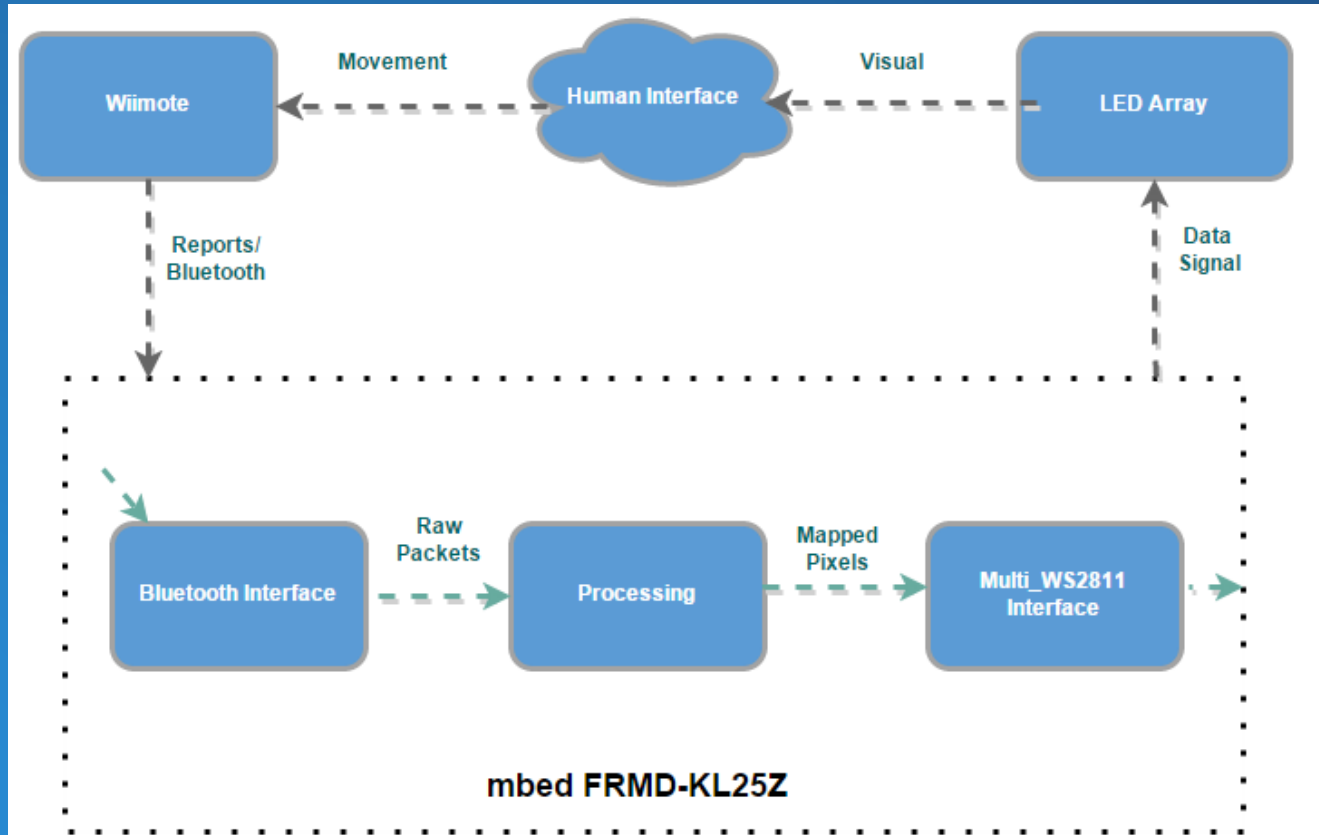 Movement
Visual
Wiimote
Human Interface
LED Array
Reports/
Bluetooth
Data
Signal
Bluetooth Interface
Raw
Packets
Processing
Mapped
Pixels
Multi_WS2811
Interface
mbed FRMD-KL25Z